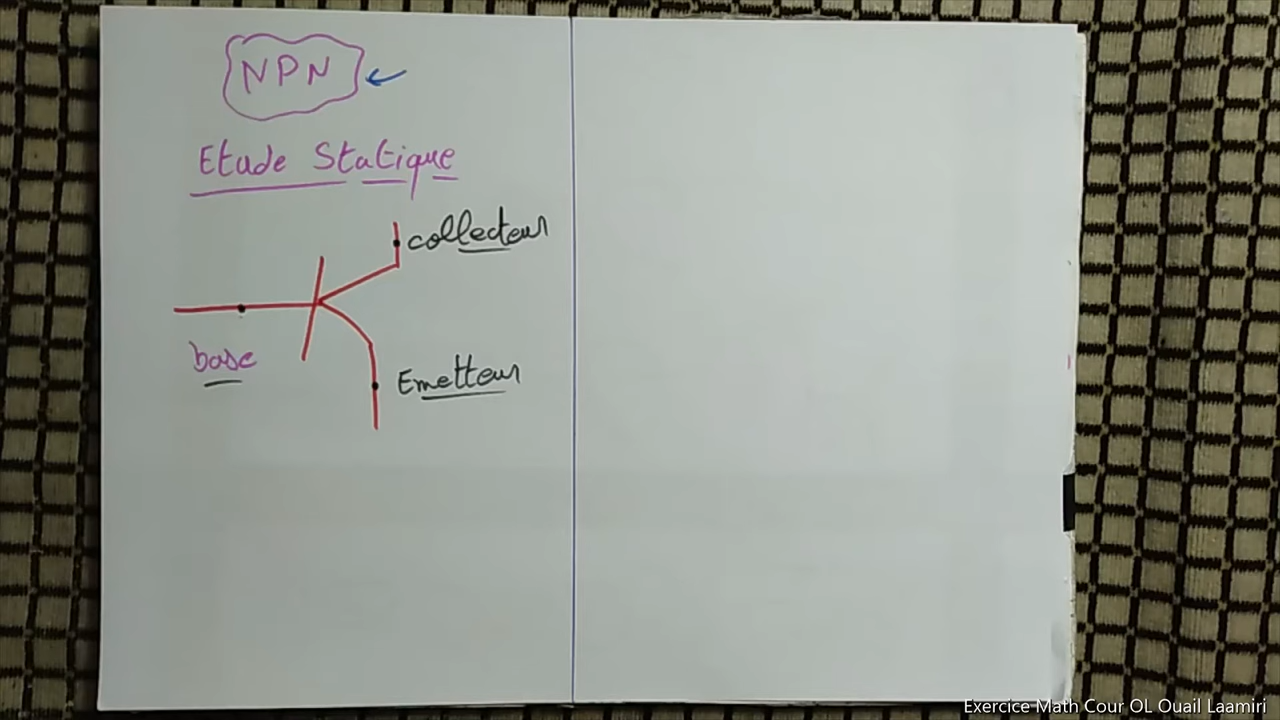 NPN
Etude Statique
collecteur
base
Emetteur
Exercice Math Cour OL Ouail Laamiri